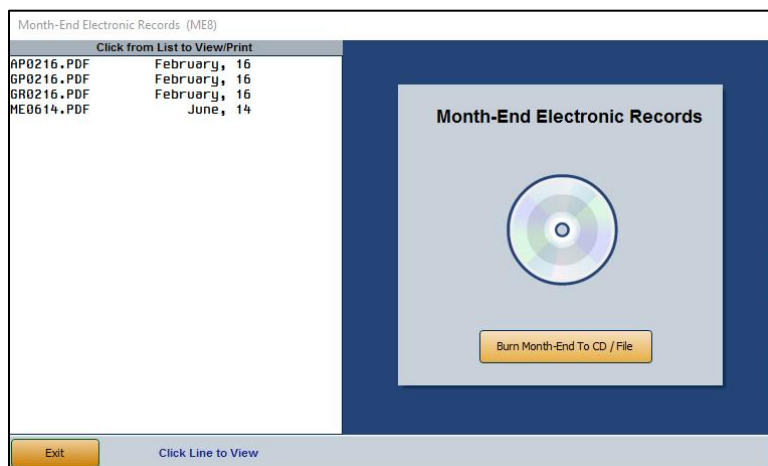 Month-End Electronic Records (ME8)
Click from List to View/Print
AP0216.PDF February, 16
GP0216.PDF February, 16
GR0216.PDF February, 16
ME0614.PDF June, 14
Month-End Electronic Records
Burn Month-End To CD / File
Exit
Click Line to View